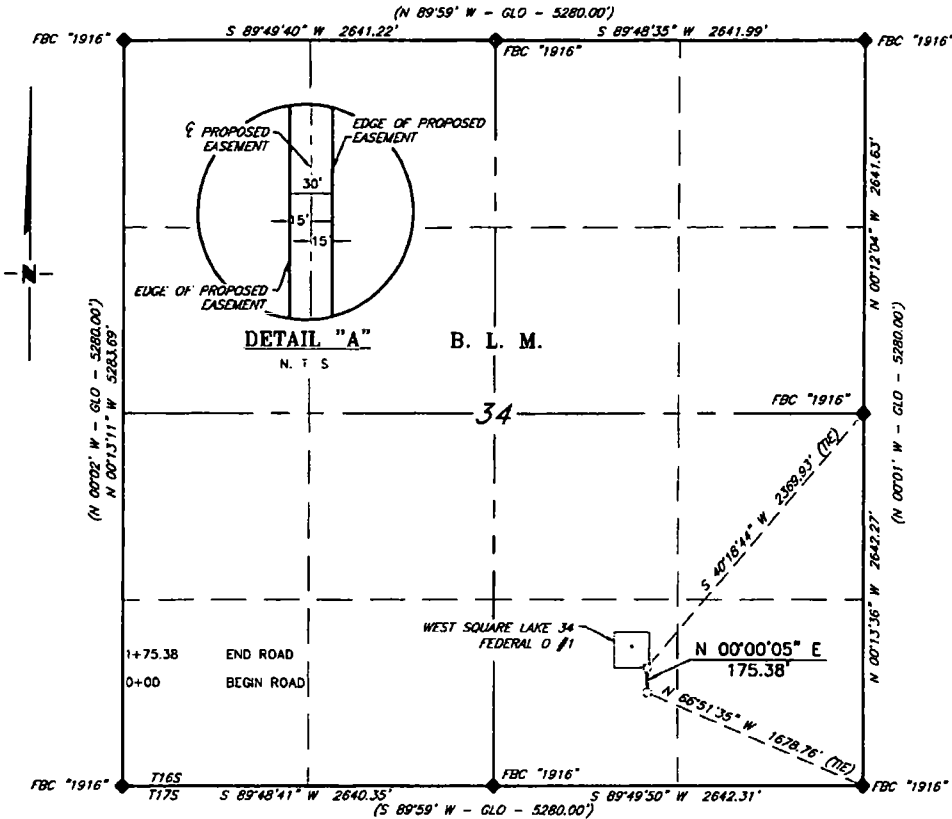 (N 89°59' W - GLO - 5280.00')
FBC "1916"
S 89°49'40" W 2641.22'
FBC "1916"
S 89°48'35" W 2641.99'
FBC "1916"
℄ PROPOSED
EASEMENT
EDGE OF PROPOSED
EASEMENT
30'
15'
15'
EDGE OF PROPOSED
EASEMENT
DETAIL "A"
N. T S
B. L. M.
N
N 00°12'04" W 2641.63'
(N 00°02' W - GLO - 5280.00')
N 00°13'11" W 5283.69'
34
FBC "1916"
(N 00°01' W - GLO - 5280.00')
S 40°18'44" W 2369.93' (TIE)
N 00°13'36" W 2642.27'
WEST SQUARE LAKE 34
FEDERAL O #1
N 00°00'05" E
175.38'
1+75.38 END ROAD
0+00 BEGIN ROAD
N 66°51'35" W 1678.76' (TIE)
FBC "1916"
T16S
T17S
S 89°48'41" W 2640.35'
FBC "1916"
S 89°49'50" W 2642.31'
FBC "1916"
(S 89°59' W - GLO - 5280.00')